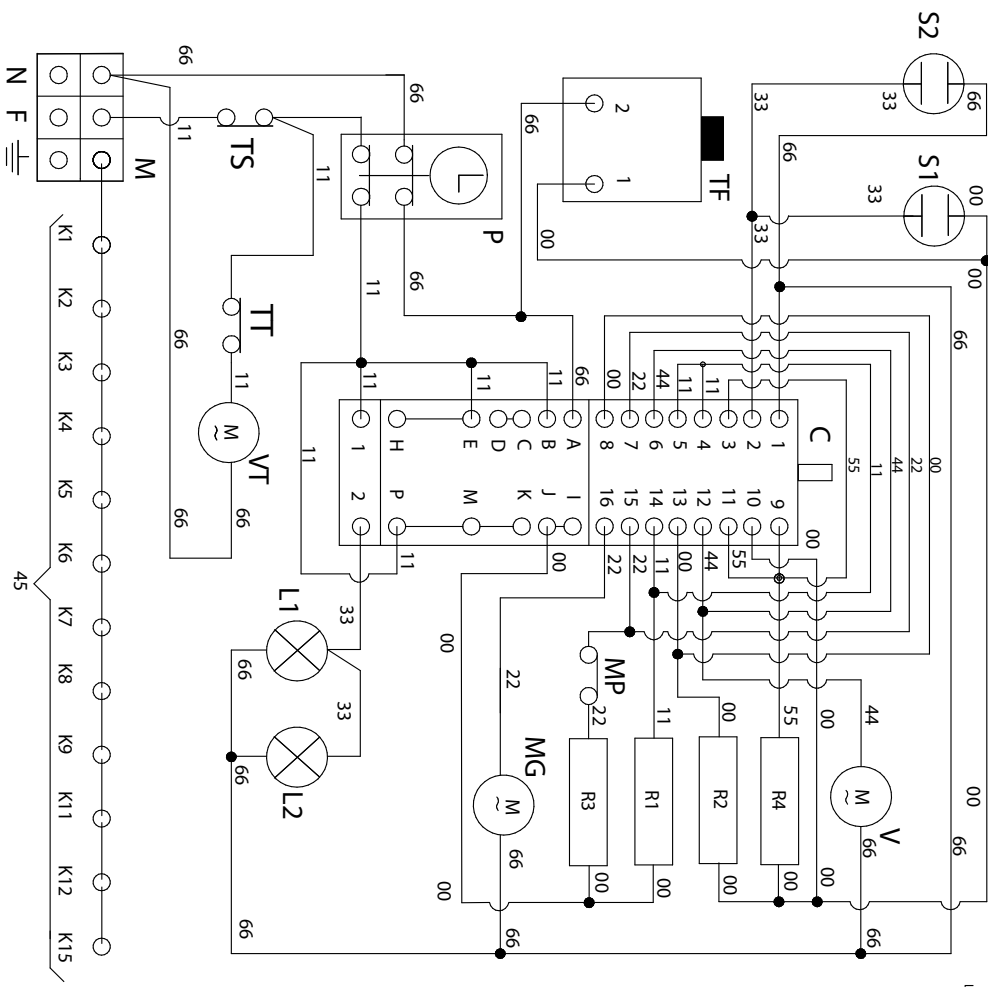 S2
33
66
33
66
S1
33
00
33
00
66
TF
2
1
66
00
N
F
M
66
11
TS
11
66
P
11
66
TT
11
VT
M
~
66
66
66
C
1
2
3
4
5
6
7
8
A
B
C
D
E
H
1
9
10
11
12
13
14
15
16
I
J
K
M
P
2
11
11
44
22
00
66
11
11
11
55
11
44
22
00
00
55
44
00
11
22
22
00
11
11
33
L1
66
33
L2
66
66
00
00
22
MG
M
~
66
66
MP
22
R3
00
11
R1
00
00
R2
00
55
R4
00
00
00
44
V
M
~
66
66
00
66
K1
K2
K3
K4
K5
K6
K7
K8
K9
K11
K12
K15
45